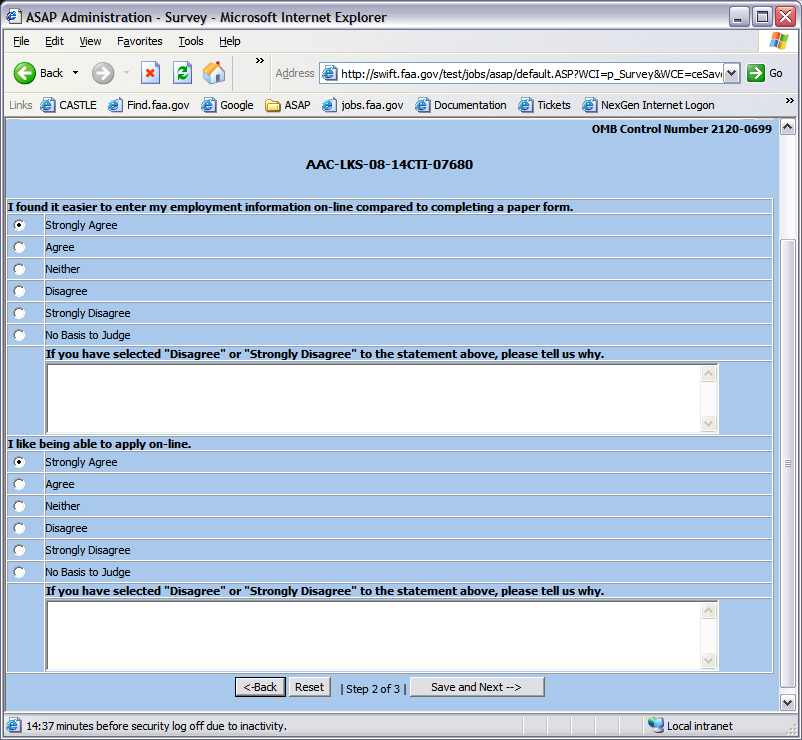 ASAP Administration - Survey - Microsoft Internet Explorer
File Edit View Favorites Tools Help
Back » Address http://swift.faa.gov/test/jobs/asap/default.ASP?WCI=p_Survey&WCE=ceSave Go
Links CASTLE Find.faa.gov Google ASAP jobs.faa.gov Documentation Tickets NexGen Internet Logon »
OMB Control Number 2120-0699
AAC-LKS-08-14CTI-07680
I found it easier to enter my employment information on-line compared to completing a paper form.
Strongly Agree
Agree
Neither
Disagree
Strongly Disagree
No Basis to Judge
If you have selected "Disagree" or "Strongly Disagree" to the statement above, please tell us why.
I like being able to apply on-line.
Strongly Agree
Agree
Neither
Disagree
Strongly Disagree
No Basis to Judge
If you have selected "Disagree" or "Strongly Disagree" to the statement above, please tell us why.
<-Back Reset | Step 2 of 3 | Save and Next -->
14:37 minutes before security log off due to inactivity. Local intranet